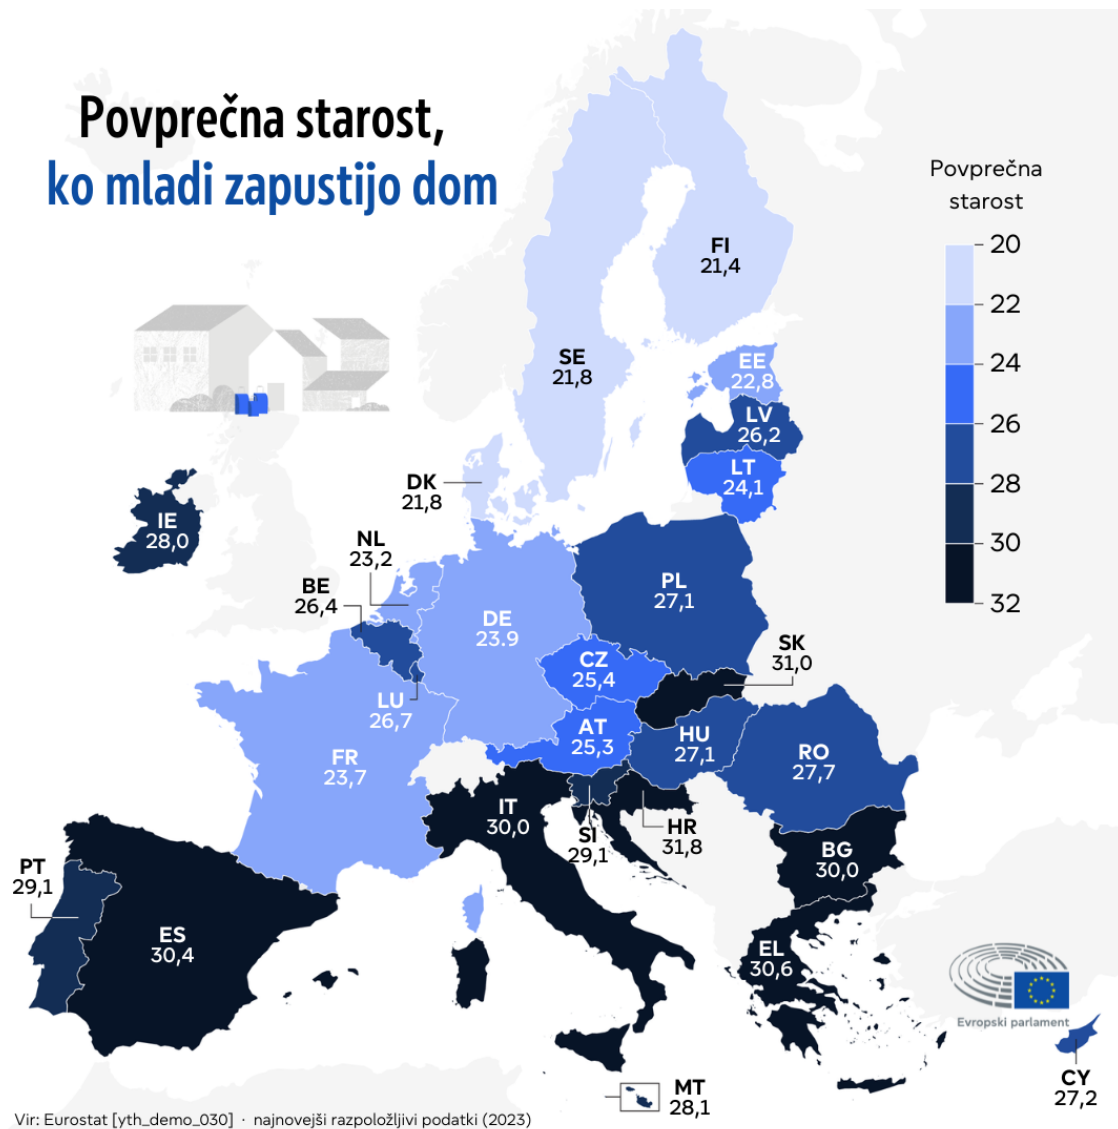 Povprečna starost,
ko mladi zapustijo dom
Povprečna
starost
20
22
24
26
28
30
32
FI
21,4
SE
21,8
EE
22,8
LV
26,2
LT
24,1
DK
21,8
IE
28,0
NL
23,2
BE
26,4
PL
27,1
DE
23.9
SK
31,0
CZ
25,4
LU
26,7
AT
25,3
HU
27,1
RO
27,7
FR
23,7
IT
30,0
SI
29,1
HR
31,8
BG
30,0
PT
29,1
ES
30,4
EL
30,6
Evropski parlament
CY
27,2
MT
28,1
Vir: Eurostat [yth_demo_030] · najnovejši razpoložljivi podatki (2023)